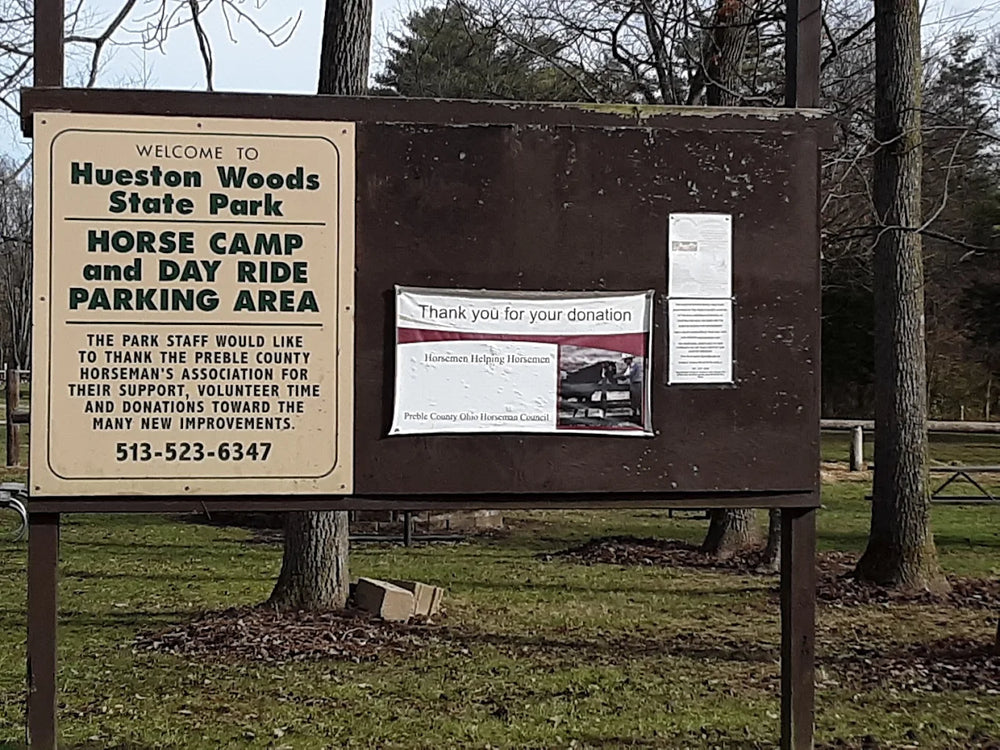 WELCOME TO
Hueston Woods
State Park
HORSE CAMP
and DAY RIDE
PARKING AREA
THE PARK STAFF WOULD LIKE
TO THANK THE PREBLE COUNTY
HORSEMAN'S ASSOCIATION FOR
THEIR SUPPORT, VOLUNTEER TIME
AND DONATIONS TOWARD THE
MANY NEW IMPROVEMENTS.
513-523-6347
Thank you for your donation
Horsemen Helping Horsemen
Preble County Ohio Horseman Council